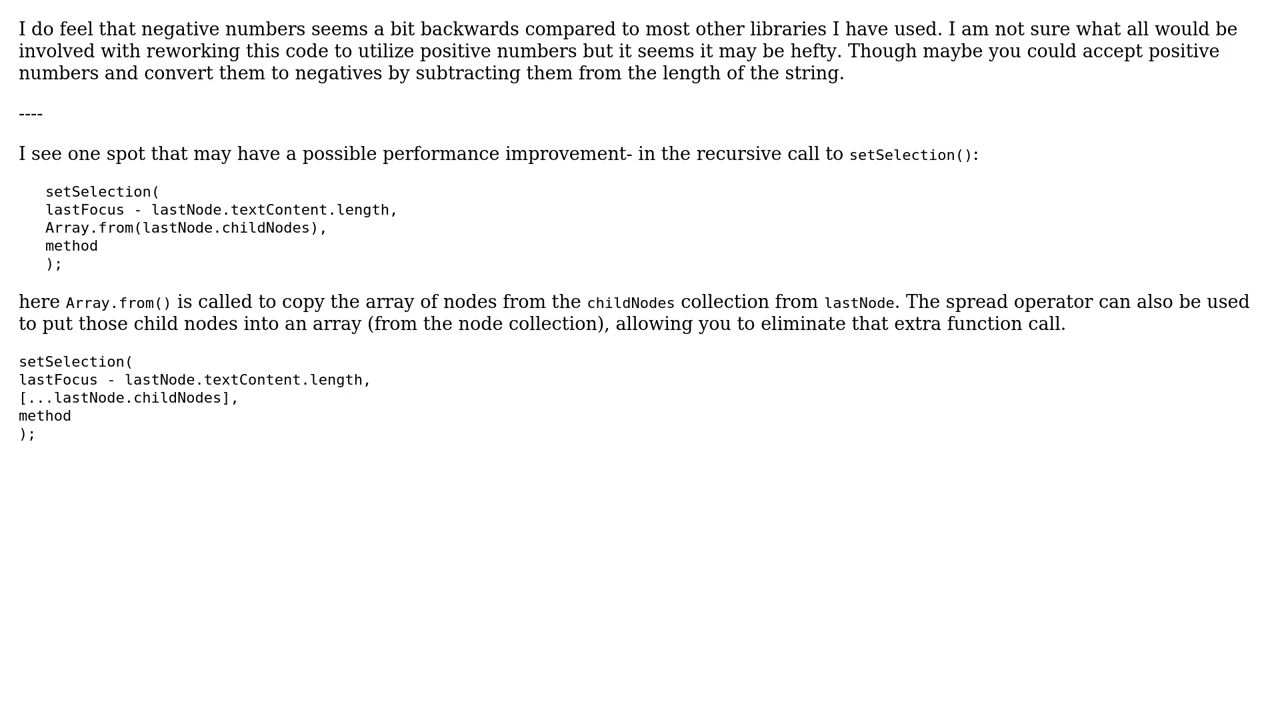 I do feel that negative numbers seems a bit backwards compared to most other libraries I have used. I am not sure what all would be
involved with reworking this code to utilize positive numbers but it seems it may be hefty. Though maybe you could accept positive
numbers and convert them to negatives by subtracting them from the length of the string.
----
I see one spot that may have a possible performance improvement- in the recursive call to setSelection():
setSelection(
lastFocus - lastNode.textContent.length,
Array.from(lastNode.childNodes),
method
);
here Array.from() is called to copy the array of nodes from the childNodes collection from lastNode. The spread operator can also be used
to put those child nodes into an array (from the node collection), allowing you to eliminate that extra function call.
setSelection(
lastFocus - lastNode.textContent.length,
[...lastNode.childNodes],
method
);